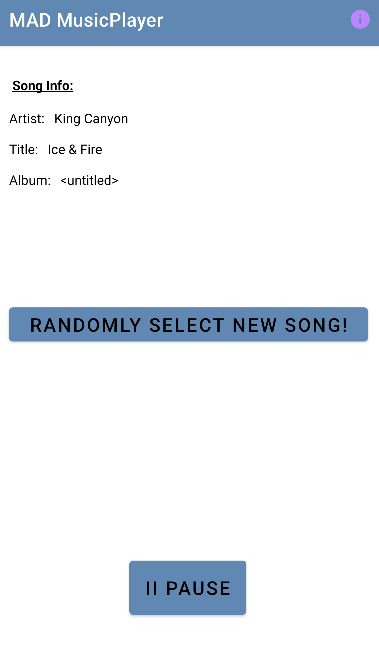 MAD MusicPlayer
i
Song Info:
Artist: King Canyon
Title: Ice & Fire
Album: <untitled>
RANDOMLY SELECT NEW SONG!
II PAUSE